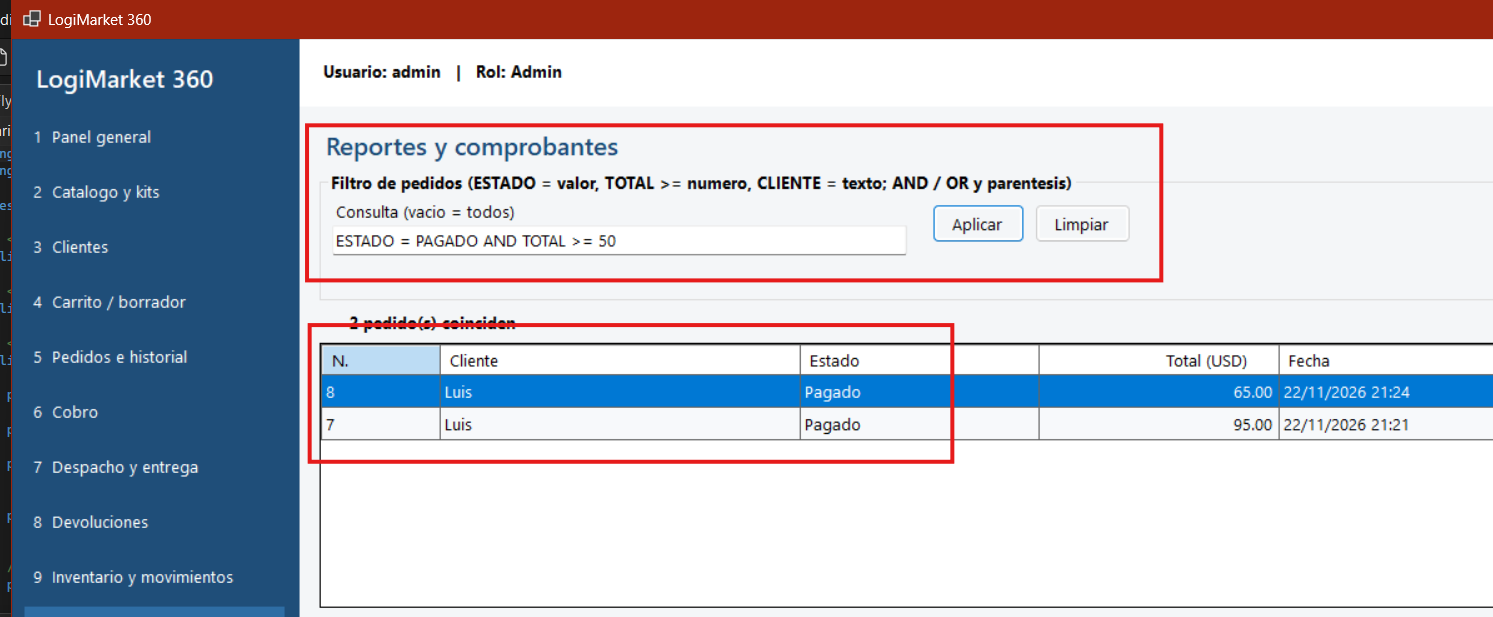 LogiMarket 360
LogiMarket 360
1 Panel general
2 Catalogo y kits
3 Clientes
4 Carrito / borrador
5 Pedidos e historial
6 Cobro
7 Despacho y entrega
8 Devoluciones
9 Inventario y movimientos
Usuario: admin | Rol: Admin
Reportes y comprobantes
Filtro de pedidos (ESTADO = valor, TOTAL >= numero, CLIENTE = texto; AND / OR y parentesis)
Consulta (vacio = todos)
ESTADO = PAGADO AND TOTAL >= 50
Aplicar Limpiar
2 pedido(s) coinciden
N. Cliente Estado Total (USD) Fecha
8 Luis Pagado 65.00 22/11/2026 21:24
7 Luis Pagado 95.00 22/11/2026 21:21